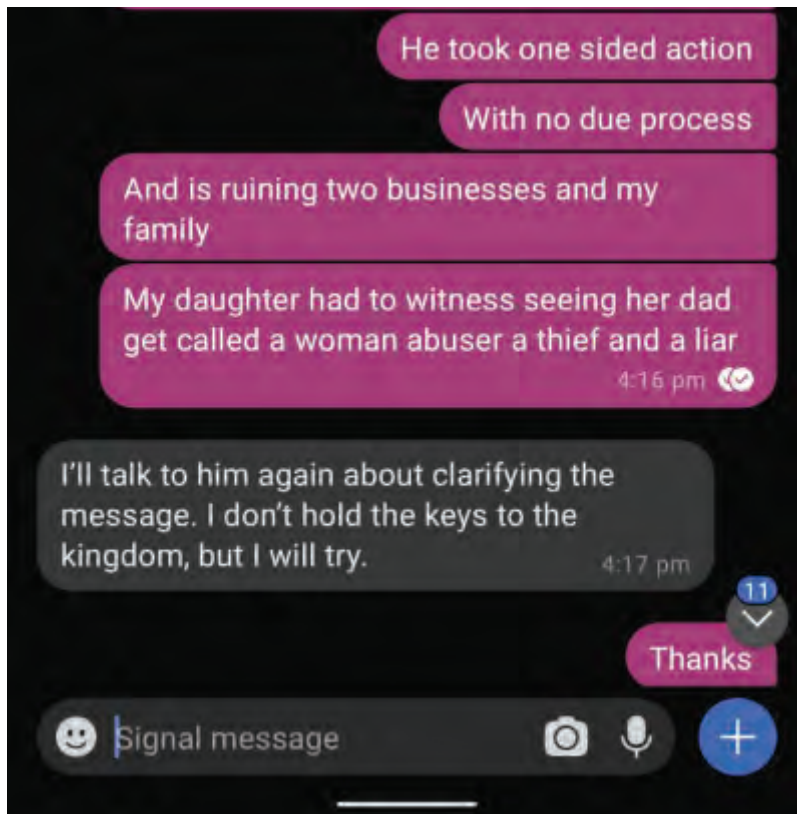 He took one sided action
With no due process
And is ruining two businesses and my
family
My daughter had to witness seeing her dad
get called a woman abuser a thief and a liar
4:16 pm
I'll talk to him again about clarifying the
message. I don't hold the keys to the
kingdom, but I will try.
4:17 pm
11
Thanks
Signal message